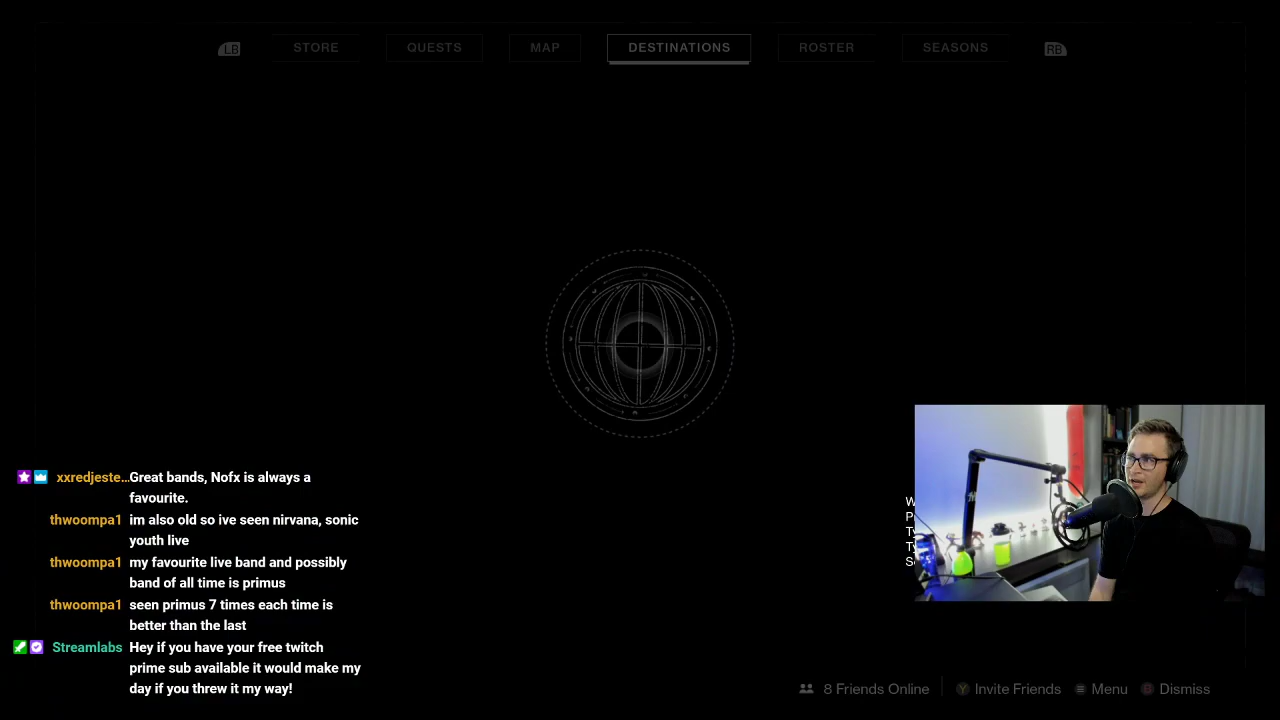 LB
STORE
QUESTS
MAP
DESTINATIONS
ROSTER
SEASONS
RB
xxredjeste... Great bands, Nofx is always a
favourite.
thwoompa1 im also old so ive seen nirvana, sonic
youth live
thwoompa1 my favourite live band and possibly
band of all time is primus
thwoompa1 seen primus 7 times each time is
better than the last
Streamlabs Hey if you have your free twitch
prime sub available it would make my
day if you threw it my way!
8 Friends Online
Y Invite Friends
Menu
B Dismiss